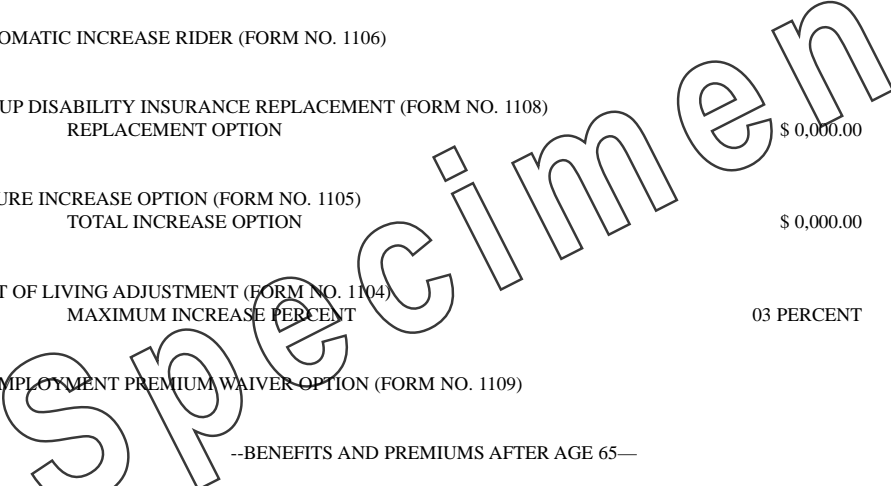 OMATIC INCREASE RIDER (FORM NO. 1106)
UP DISABILITY INSURANCE REPLACEMENT (FORM NO. 1108)
REPLACEMENT OPTION $ 0,000.00
URE INCREASE OPTION (FORM NO. 1105)
TOTAL INCREASE OPTION $ 0,000.00
T OF LIVING ADJUSTMENT (FORM NO. 1104)
MAXIMUM INCREASE PERCENT 03 PERCENT
MPLOYMENT PREMIUM WAIVER OPTION (FORM NO. 1109)
--BENEFITS AND PREMIUMS AFTER AGE 65—
Specimen